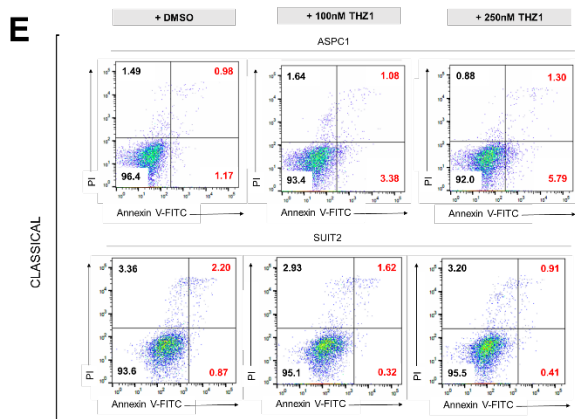 E
+ DMSO
+ 100nM THZ1
+ 250nM THZ1
CLASSICAL
ASPC1
1.49 0.98
96.4 1.17
PI
Annexin V-FITC
1.64 1.08
93.4 3.38
PI
Annexin V-FITC
0.88 1.30
92.0 5.79
PI
Annexin V-FITC
SUIT2
3.36 2.20
93.6 0.87
PI
Annexin V-FITC
2.93 1.62
95.1 0.32
PI
Annexin V-FITC
3.20 0.91
95.5 0.41
PI
Annexin V-FITC